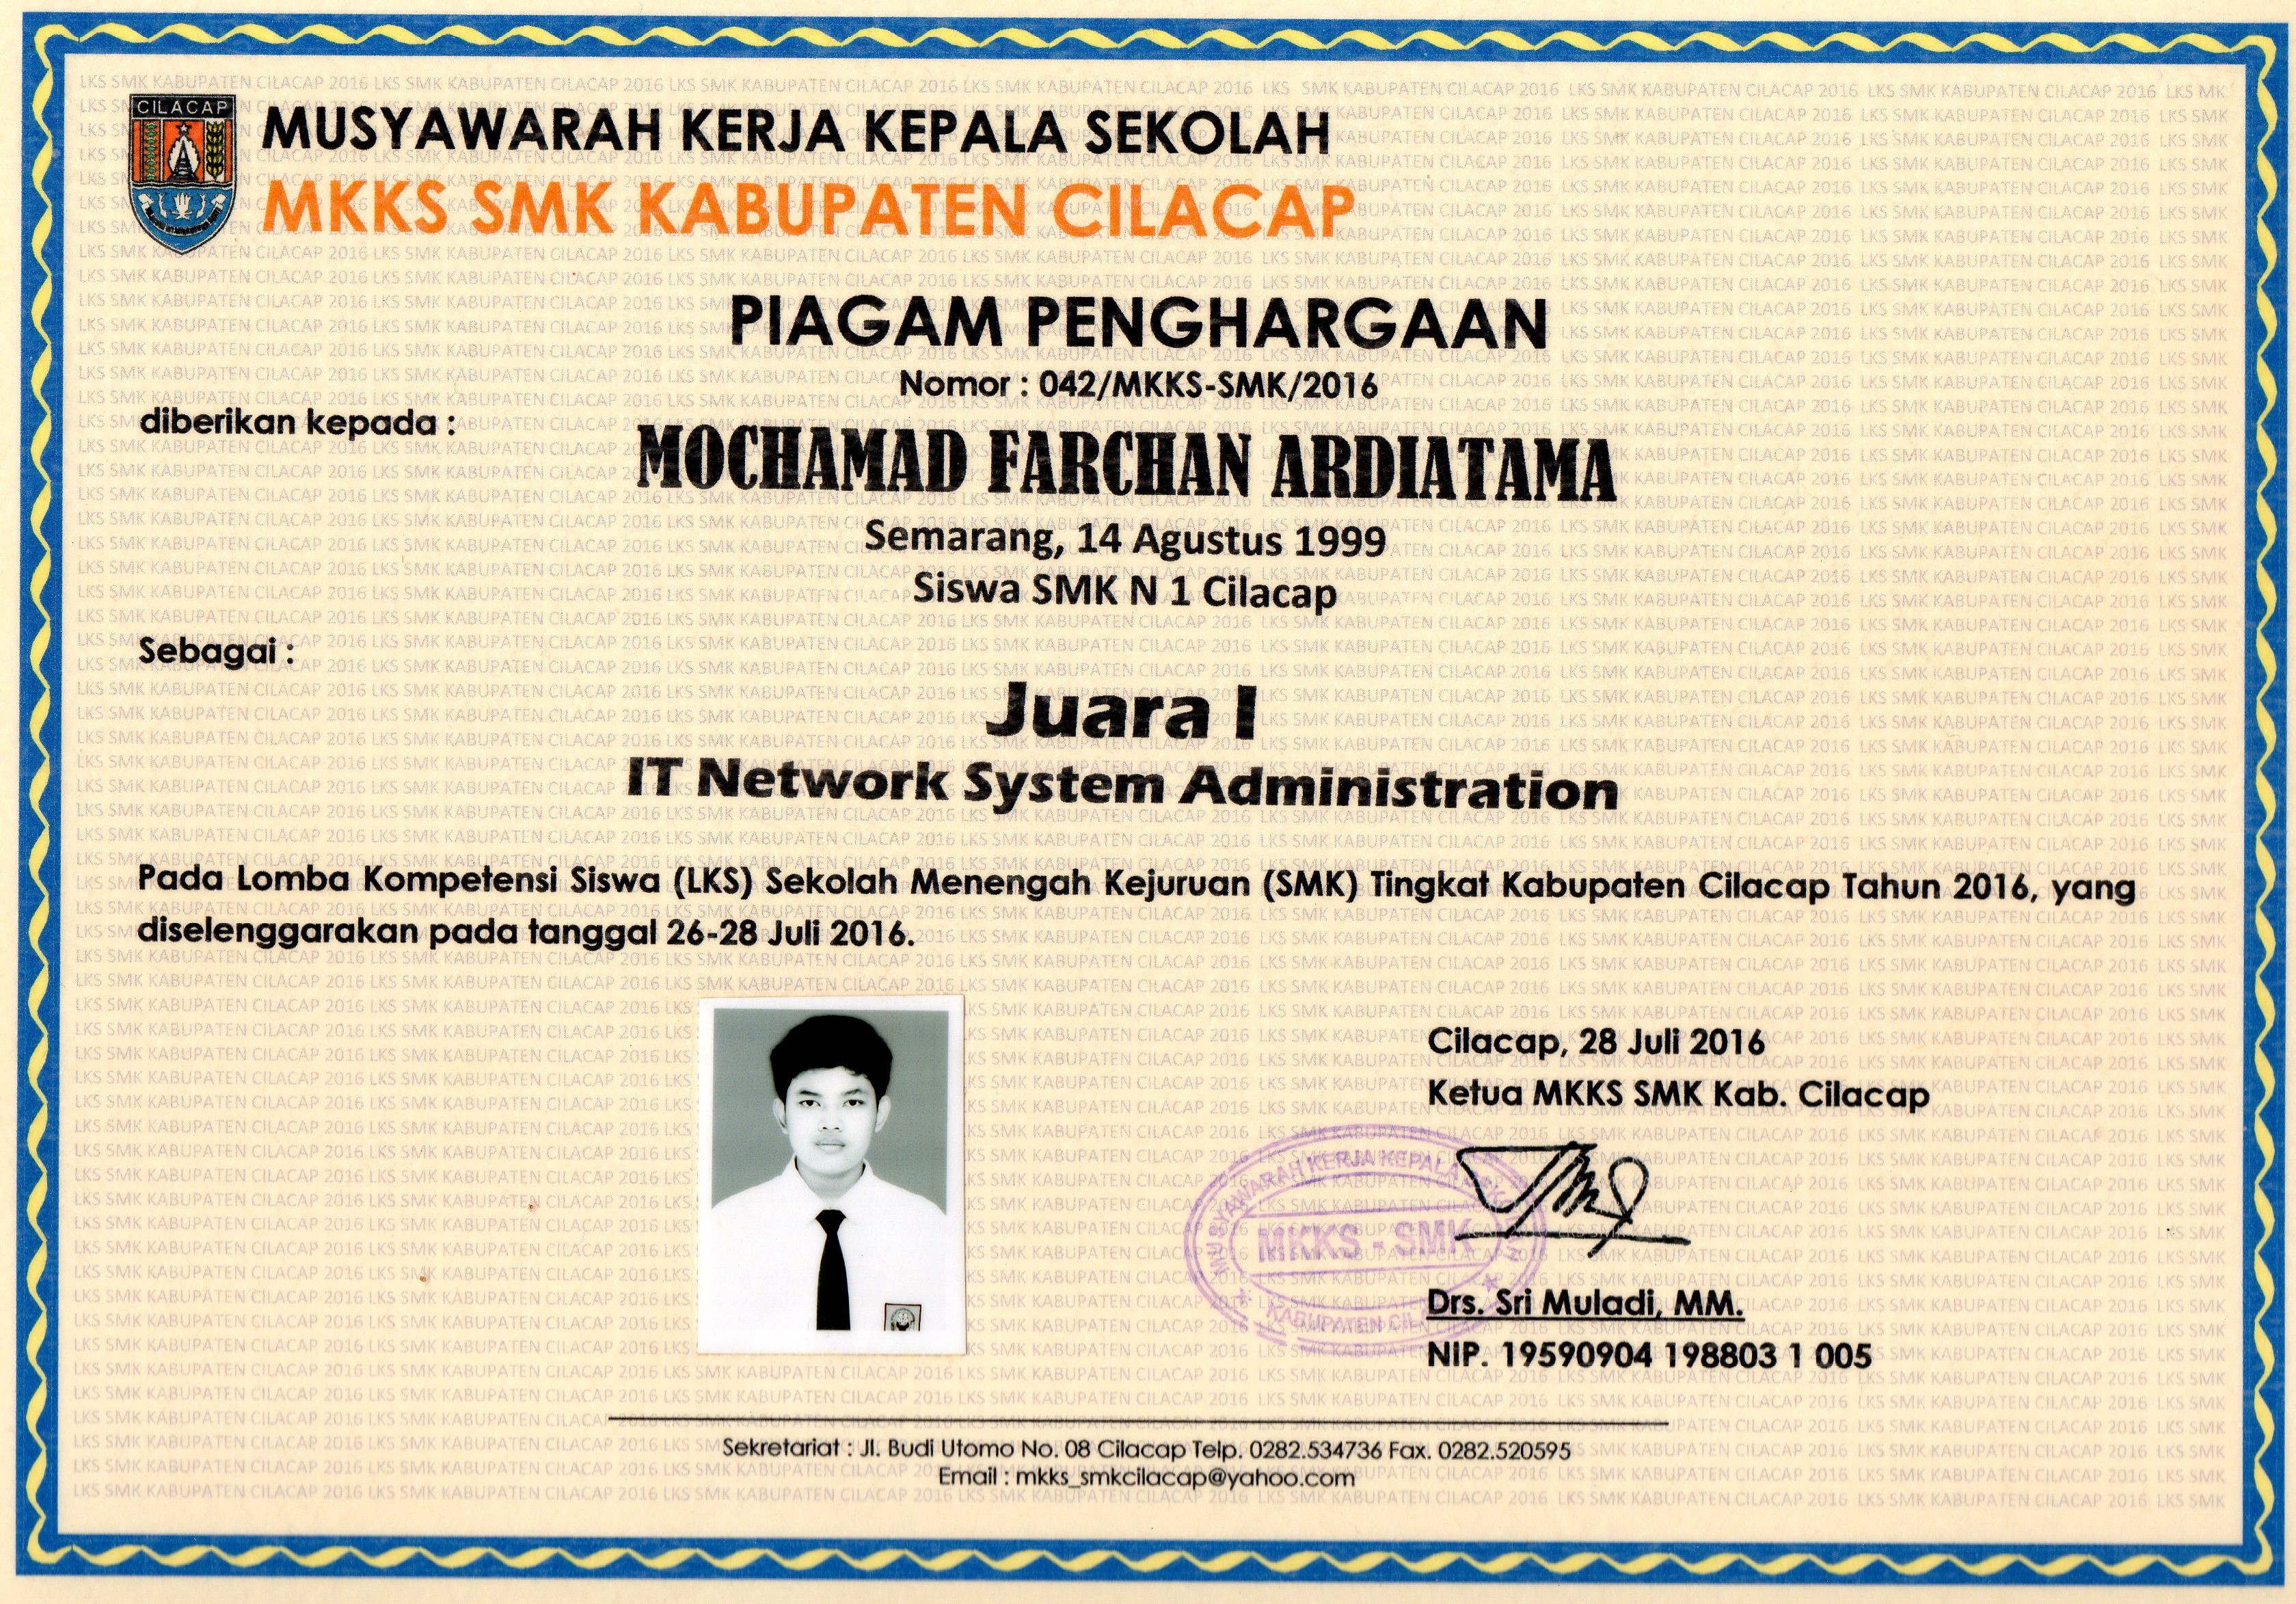 CILACAP
MUSYAWARAH KERJA KEPALA SEKOLAH
MKKS SMK KABUPATEN CILACAP
PIAGAM PENGHARGAAN
Nomor : 042/MKKS-SMK/2016
diberikan kepada :
MOCHAMAD FARCHAN ARDIATAMA
Semarang, 14 Agustus 1999
Siswa SMK N 1 Cilacap
Sebagai :
Juara I
IT Network System Administration
Pada Lomba Kompetensi Siswa (LKS) Sekolah Menengah Kejuruan (SMK) Tingkat Kabupaten Cilacap Tahun 2016, yang
diselenggarakan pada tanggal 26-28 Juli 2016.
Cilacap, 28 Juli 2016
Ketua MKKS SMK Kab. Cilacap
MUSYAWARAH KERJA KEPALA
MKKS - SMK
KABUPATEN
Drs. Sri Muladi, MM.
NIP. 19590904 198803 1 005
Sekretariat : Jl. Budi Utomo No. 08 Cilacap Telp. 0282.534736 Fax. 0282.520595
Email : mkks_smkcilacap@yahoo.com